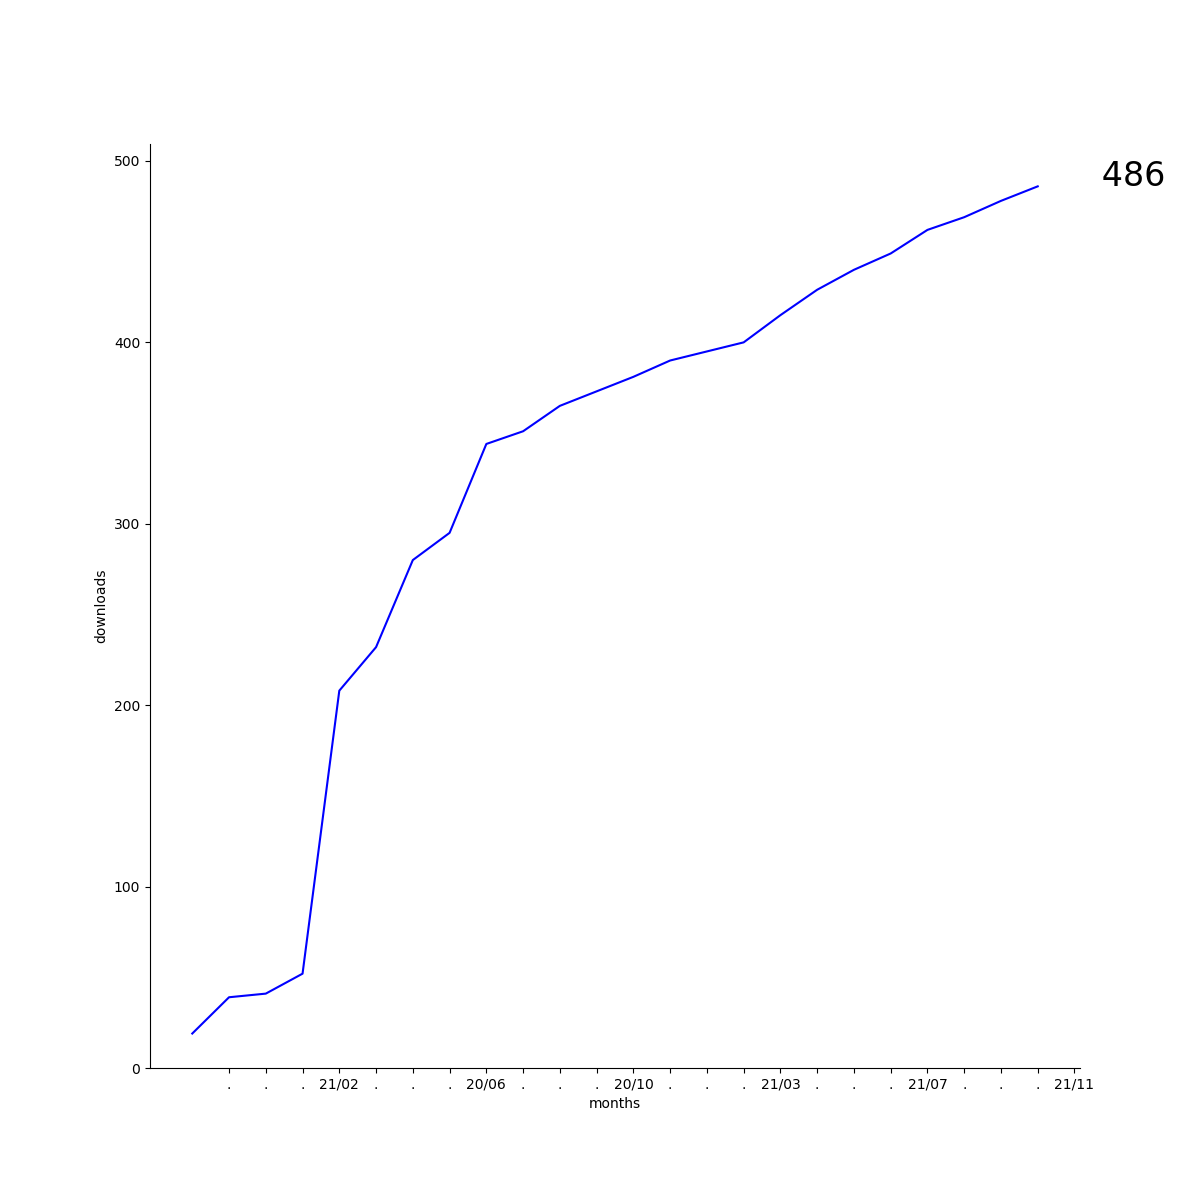 500
486
400
300
downloads
200
100
0
. . . 21/02 . . . 20/06 . . . 20/10 . . . 21/03 . . . 21/07 . . . 21/11
months